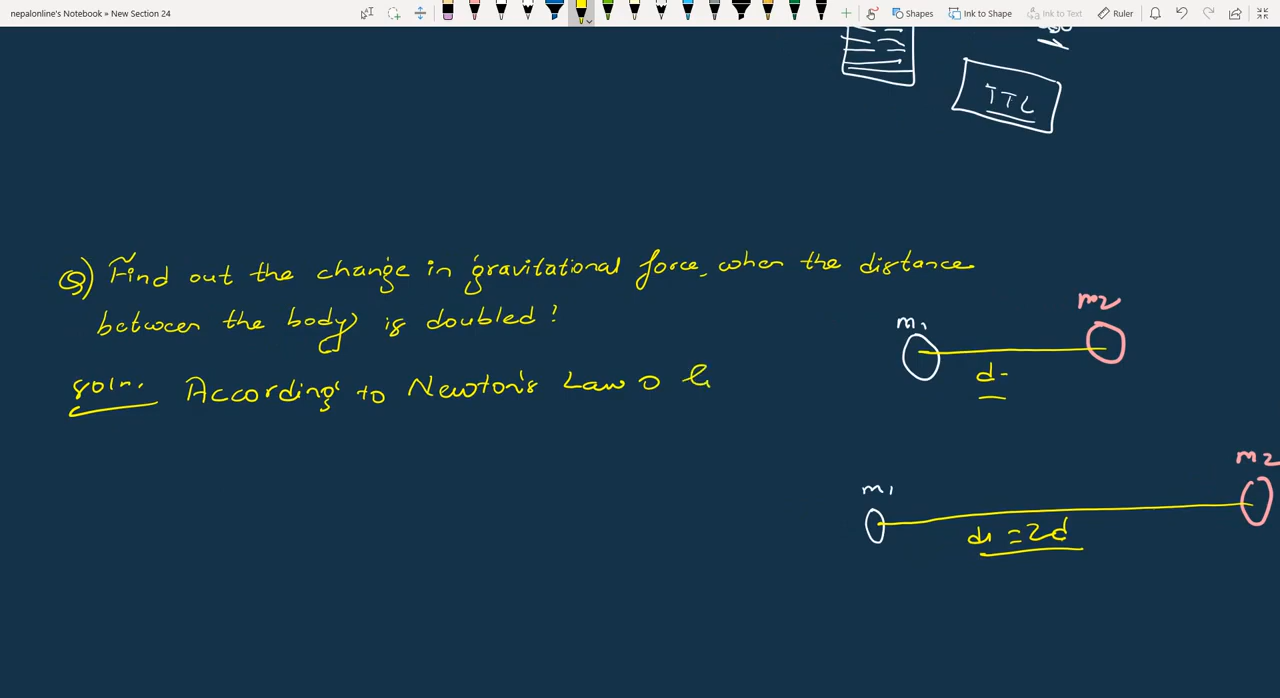 nepalonline's Notebook » New Section 24
Shapes
Ink to Shape
Ink to Text
Ruler
TTL
Q) Find out the change in gravitational force, when the distance
between the body is doubled?
m1
m2
d
soln. According to Newton's Law o G
m1
m2
d1 = 2d